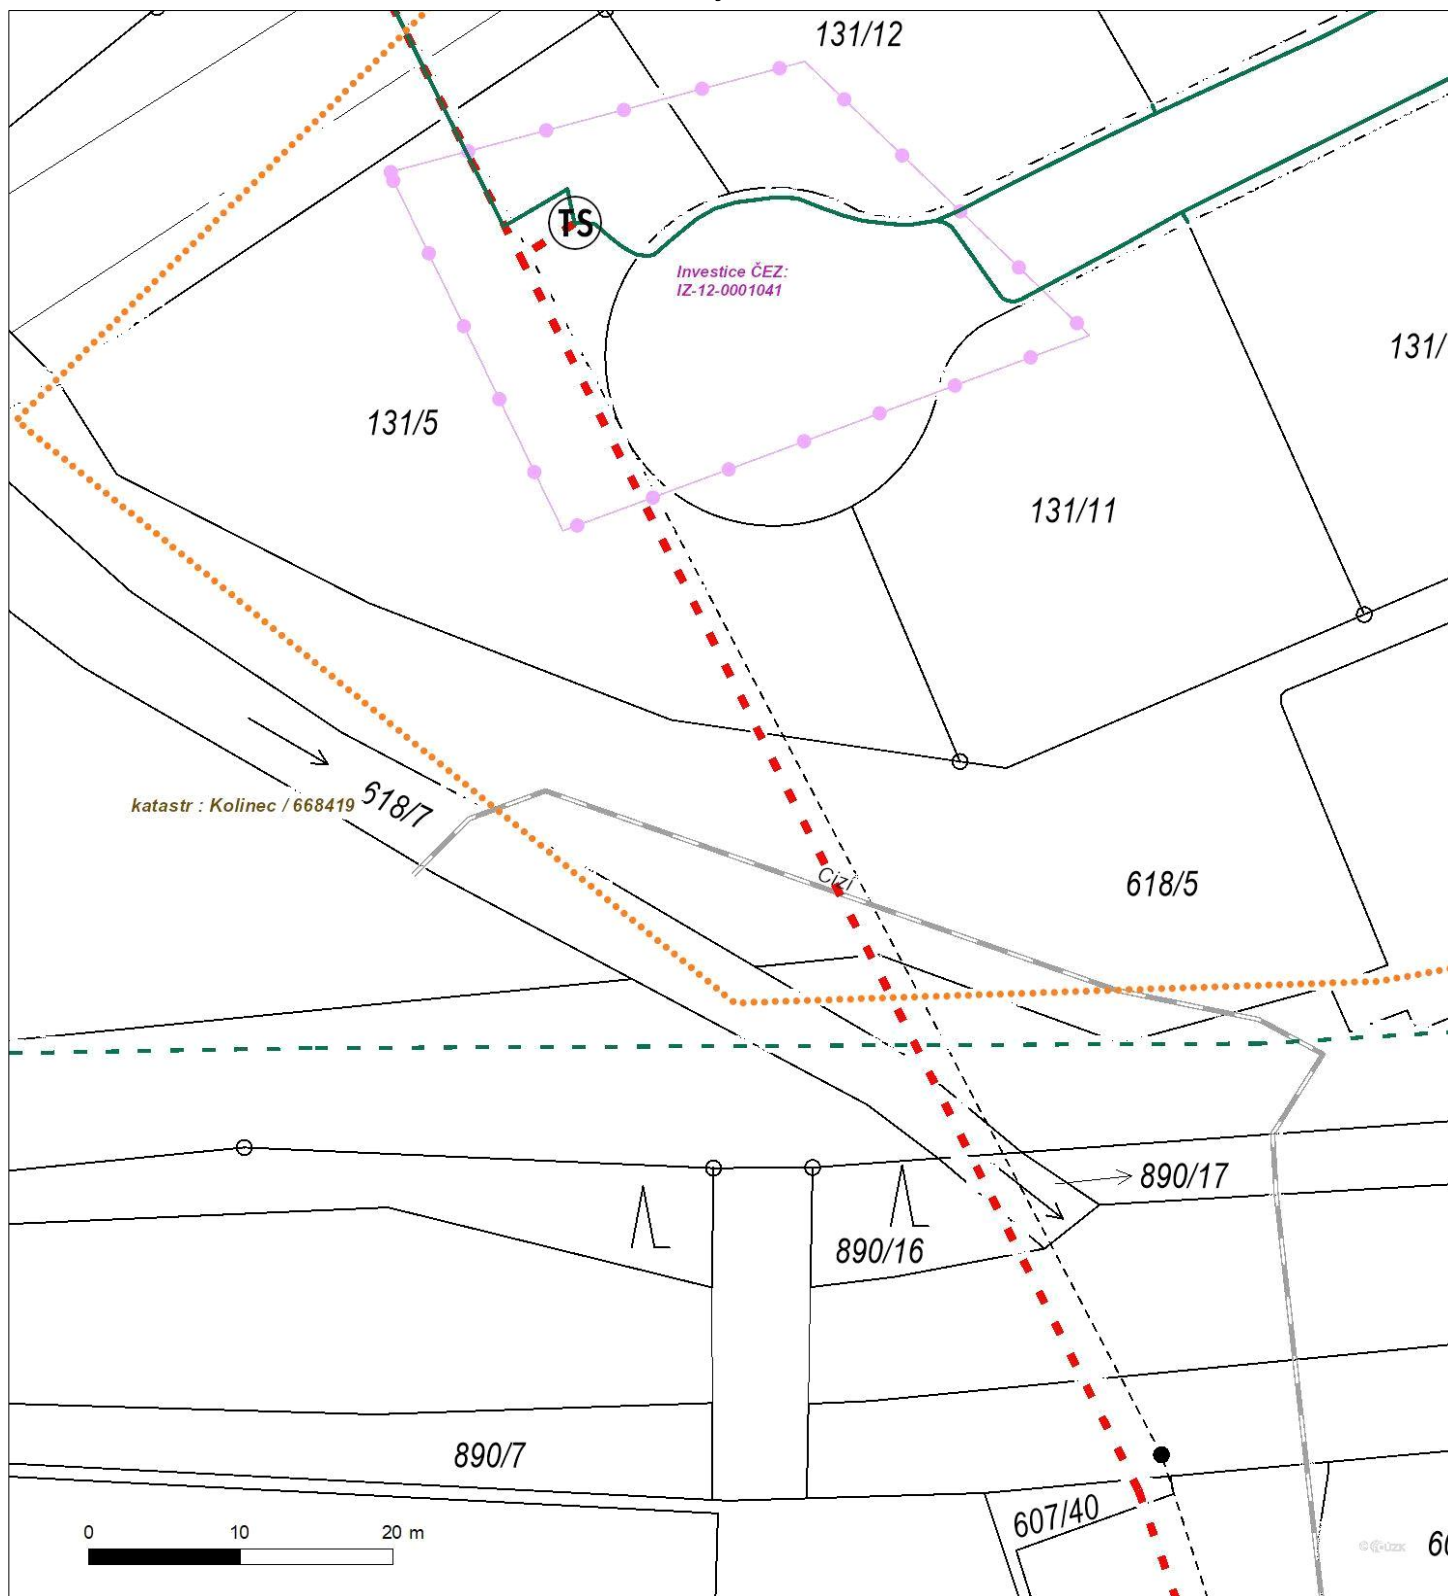 131/12
TS
Investice ČEZ:
IZ-12-0001041
131/
131/5
131/11
katastr : Kolinec / 668419
618/7
Cizí
618/5
890/17
890/16
890/7
607/40
0 10 20 m